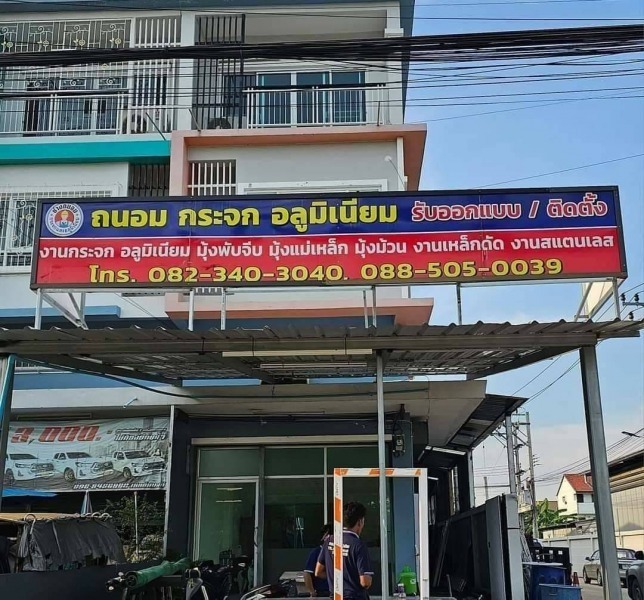 ถนอม กระจก อลูมิเนียม รับออกแบบ / ติดตั้ง
งานกระจก อลูมิเนียม มุ้งพับจีบ มุ้งแม่เหล็ก มุ้งม้วน งานเหล็กดัด งานสแตนเลส
โทร. 082-340-3040. 088-505-0039
3,000.